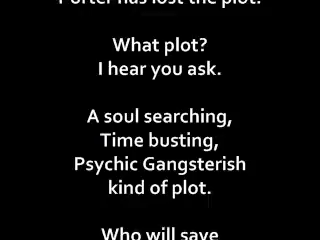 Porter has lost the plot.
What plot?
I hear you ask.
A soul searching,
Time busting,
Psychic Gangsterish
kind of plot.
Who will save